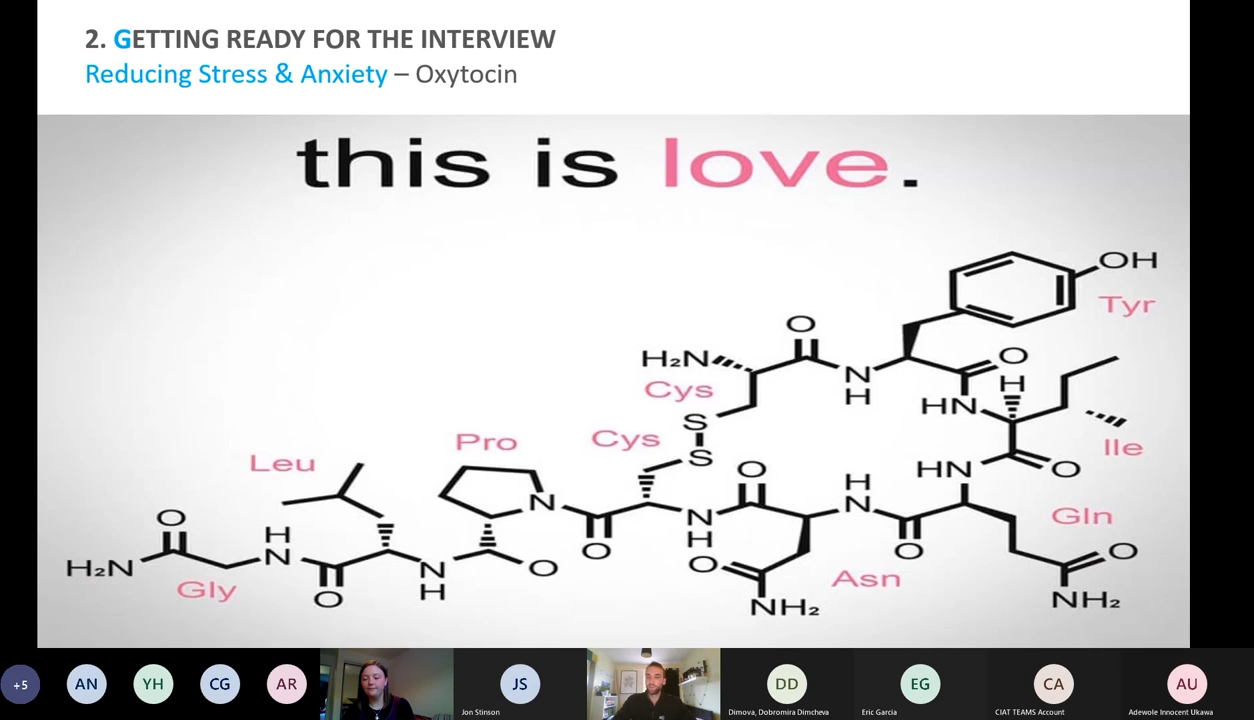 2. GETTING READY FOR THE INTERVIEW
Reducing Stress & Anxiety – Oxytocin
this is love.
OH
Tyr
O
O
H₂N
H
Cys
N
H
HN
S
Ile
Cys
Pro
S
HN
O
Leu
O
H
N
Gln
O
N
N
H
O
O
O
H
N
O
Asn
H₂N
Gly
O
N
H
O
NH₂
NH₂
+5
AN
YH
CG
AR
JS
DD
EG
CA
AU
Jon Stinson
Dimova, Dobromira Dimcheva
Eric Garcia
CIAT TEAMS Account
Adewole Innocent Ukawa